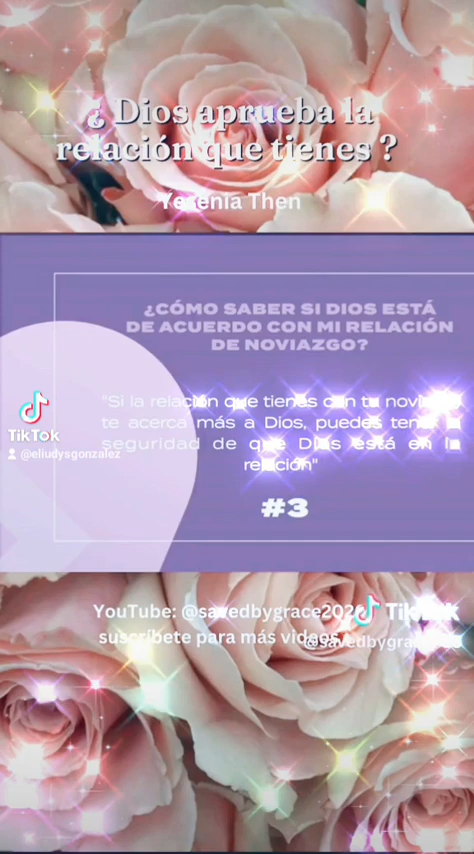 ¿ Dios aprueba la
relación que tienes ?
Yesenia Then
¿CÓMO SABER SI DIOS ESTÁ
DE ACUERDO CON MI RELACIÓN
DE NOVIAZGO?
"Si la relación que tienes con tu
te acerca más a Dios, puedes tener la
seguridad de que Dios está en la
relación"
#3
TikTok
@eliudysgonzalez
YouTube: @savedbygrace202
suscríbete para más videos
TikTok